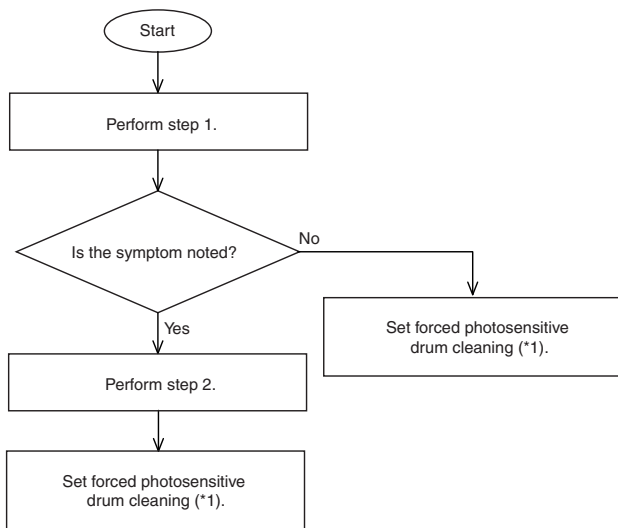 Start
Perform step 1.
Is the symptom noted?
No
Set forced photosensitive
drum cleaning (*1).
Yes
Perform step 2.
Set forced photosensitive
drum cleaning (*1).